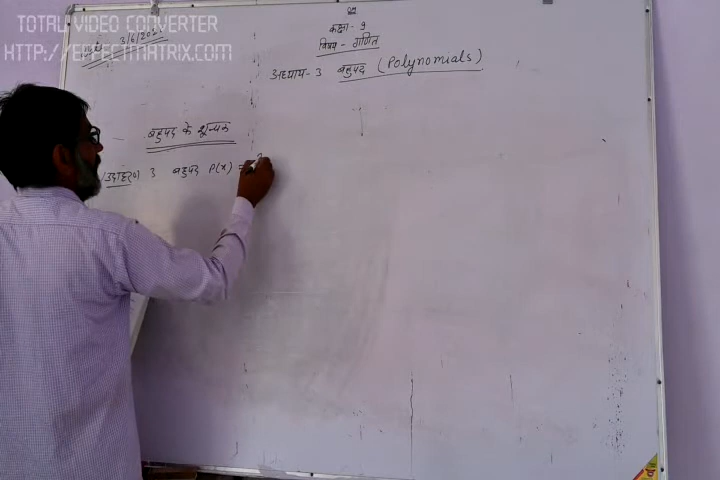 TOTAL VIDEO CONVERTER
HTTP://EFFECTMATRIX.COM
कक्षा - 9
विषय - गणित
अध्याय - 3 बहुपद (Polynomials)
बहुपद के शून्यक
उदाहरण 3 बहुपद P(x) =